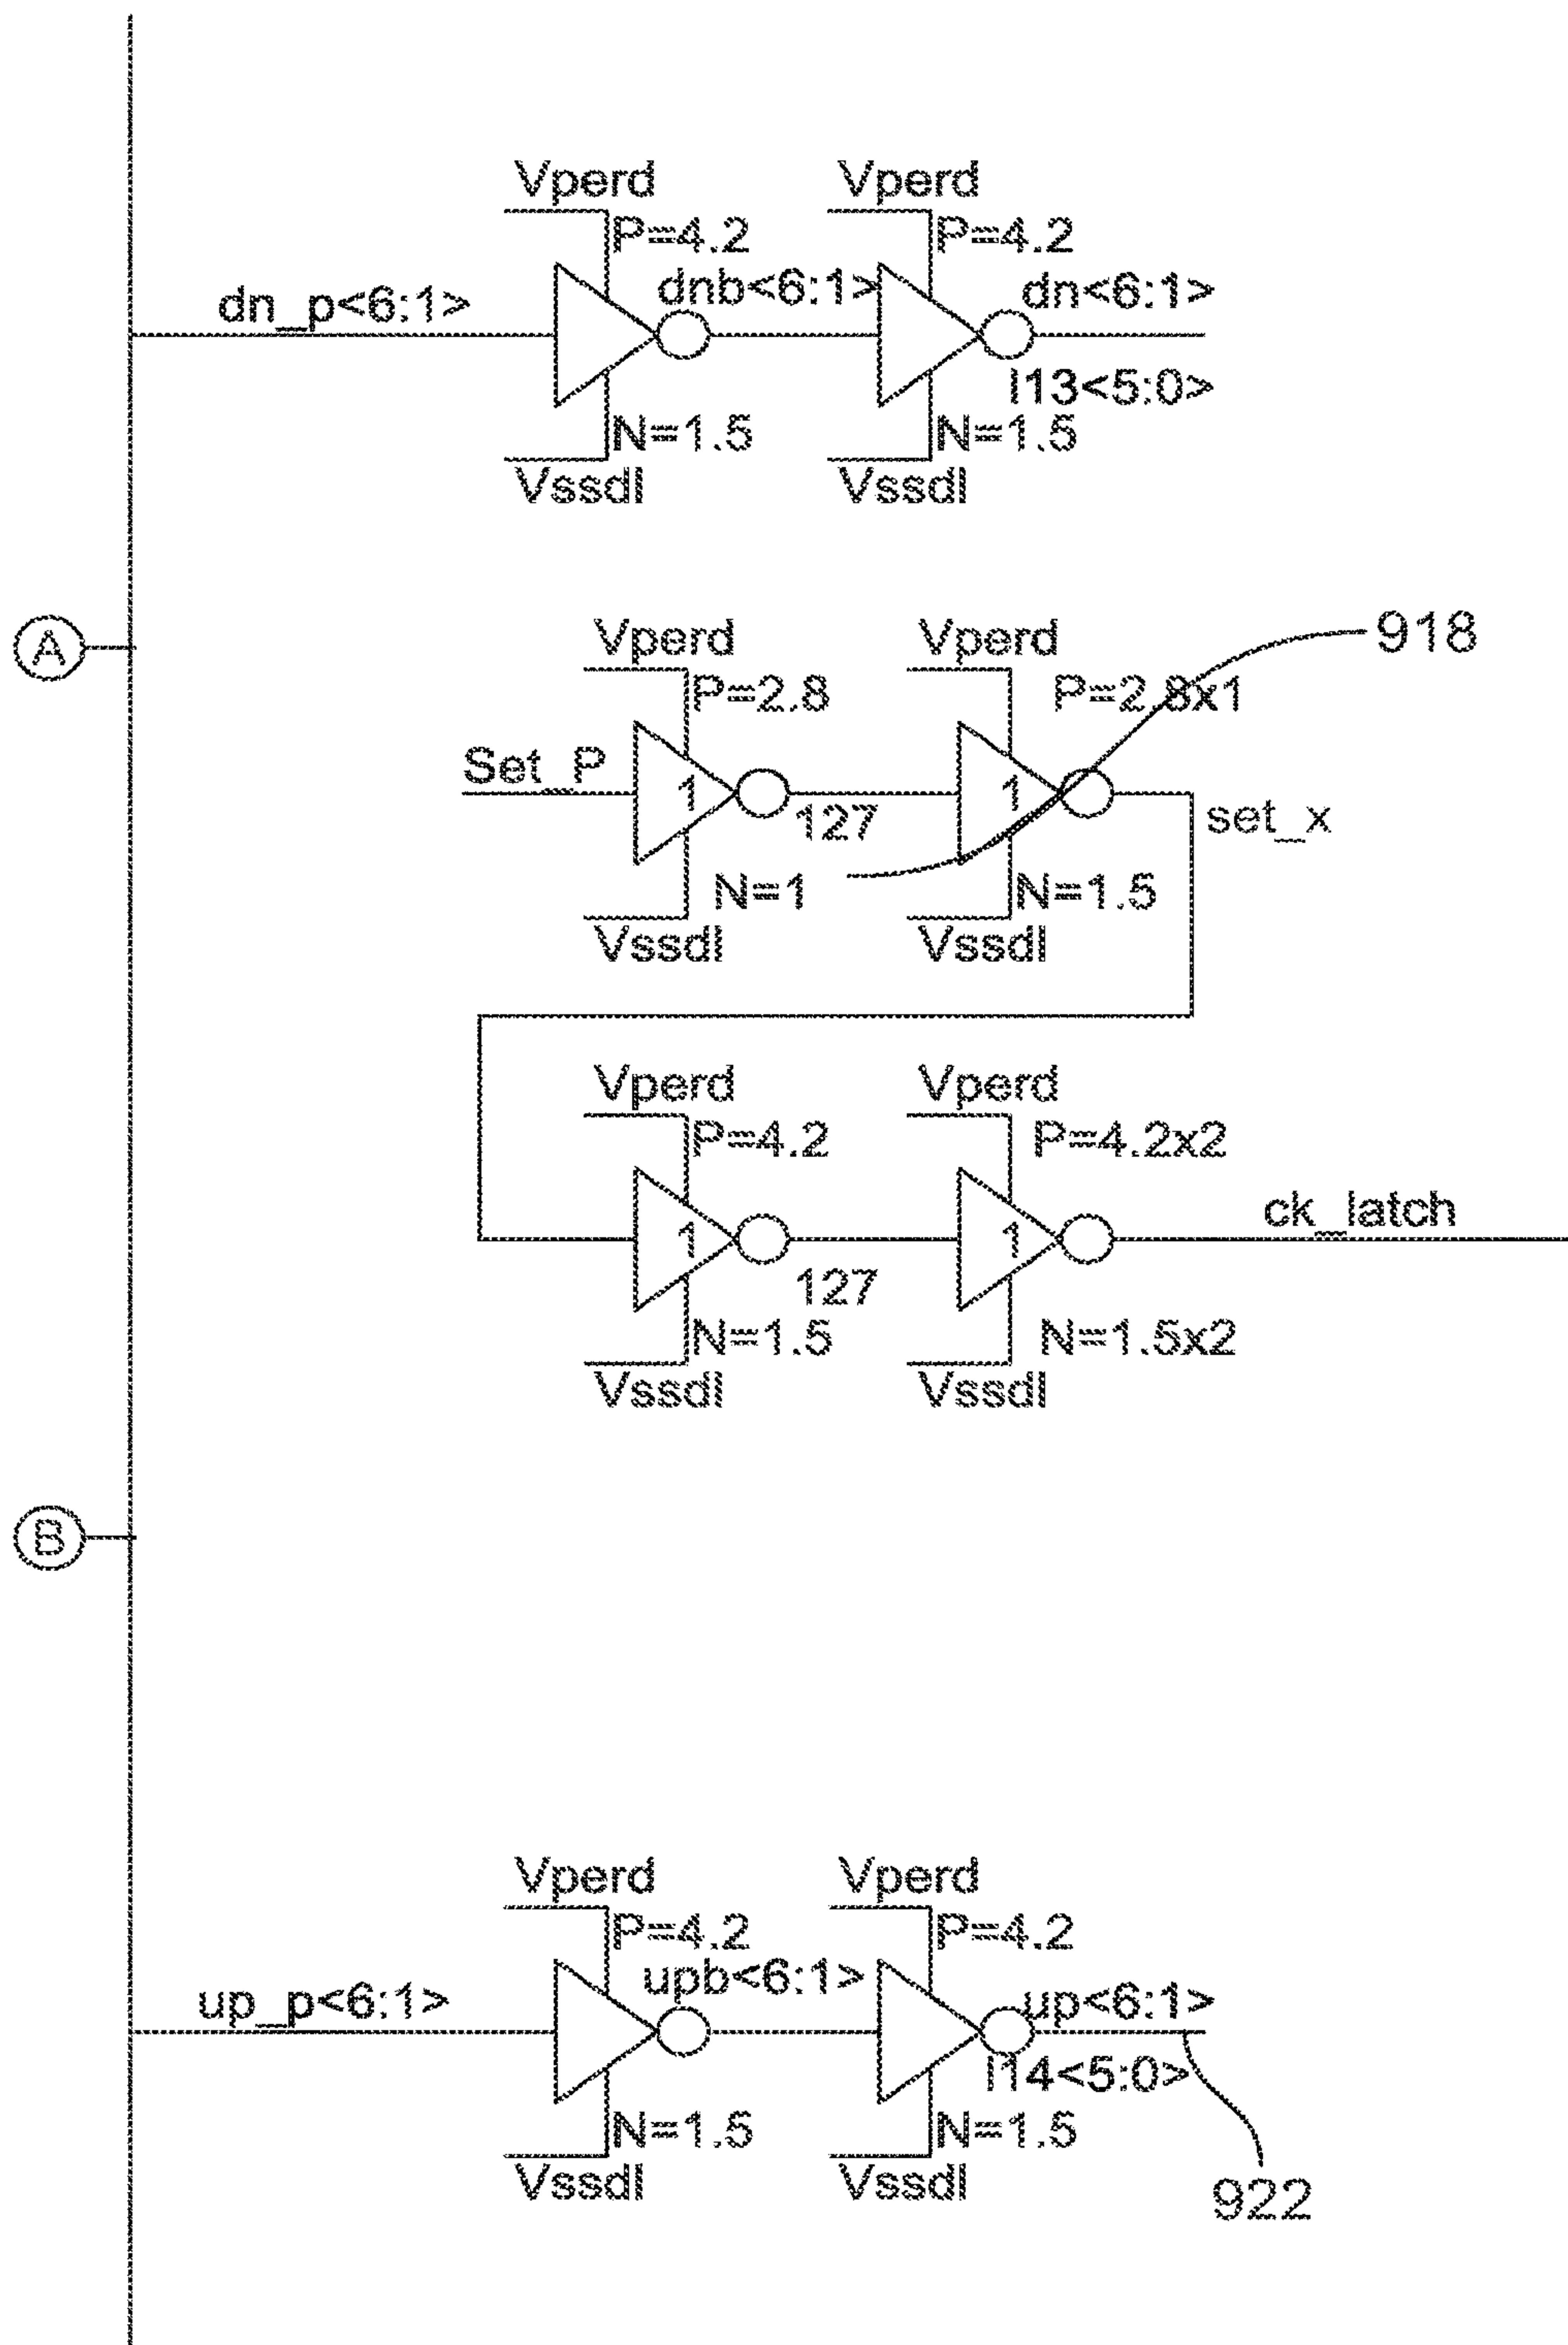 Vperd Vperd
P=4.2 P=4.2
dn_p<6:1> dnb<6:1> dn<6:1>
I13<5:0>
N=1.5 N=1.5
Vssdl Vssdl
A
Vperd Vperd 918
P=2.8 P=2.8x1
Set_P 1 1
127 set_x
N=1 N=1.5
Vssdl Vssdl
Vperd Vperd
P=4.2 P=4.2x2
1 1 ck_latch
127
N=1.5 N=1.5x2
Vssdl Vssdl
B
Vperd Vperd
P=4.2 P=4.2
up_p<6:1> upb<6:1> up<6:1>
I14<5:0>
N=1.5 N=1.5
Vssdl Vssdl
922